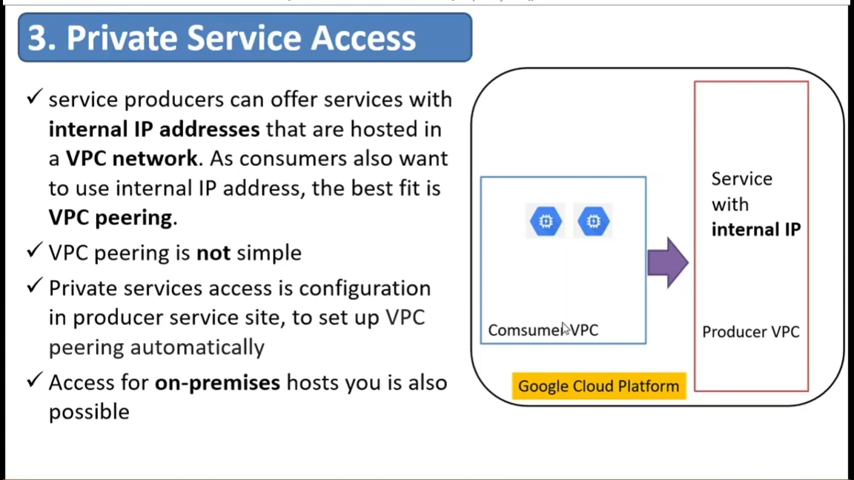 3. Private Service Access
✓ service producers can offer services with
internal IP addresses that are hosted in
a VPC network. As consumers also want
to use internal IP address, the best fit is
VPC peering.
✓ VPC peering is not simple
✓ Private services access is configuration
in producer service site, to set up VPC
peering automatically
✓ Access for on-premises hosts you is also
possible
Service
with
internal IP
Comsumer VPC
Producer VPC
Google Cloud Platform